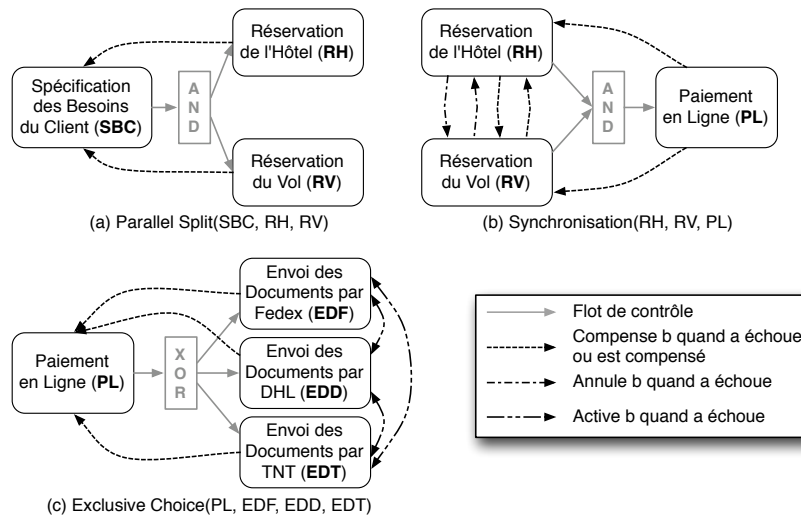 Réservation
de l'Hôtel (RH)
Spécification
des Besoins
du Client (SBC)
A
N
D
Réservation
du Vol (RV)
(a) Parallel Split(SBC, RH, RV)
Réservation
de l'Hôtel (RH)
A
N
D
Paiement
en Ligne (PL)
Réservation
du Vol (RV)
(b) Synchronisation(RH, RV, PL)
Envoi des
Documents par
Fedex (EDF)
Paiement
en Ligne (PL)
X
O
R
Envoi des
Documents par
DHL (EDD)
Envoi des
Documents par
TNT (EDT)
(c) Exclusive Choice(PL, EDF, EDD, EDT)
Flot de contrôle
Compense b quand a échoue
ou est compensé
Annule b quand a échoue
Active b quand a échoue